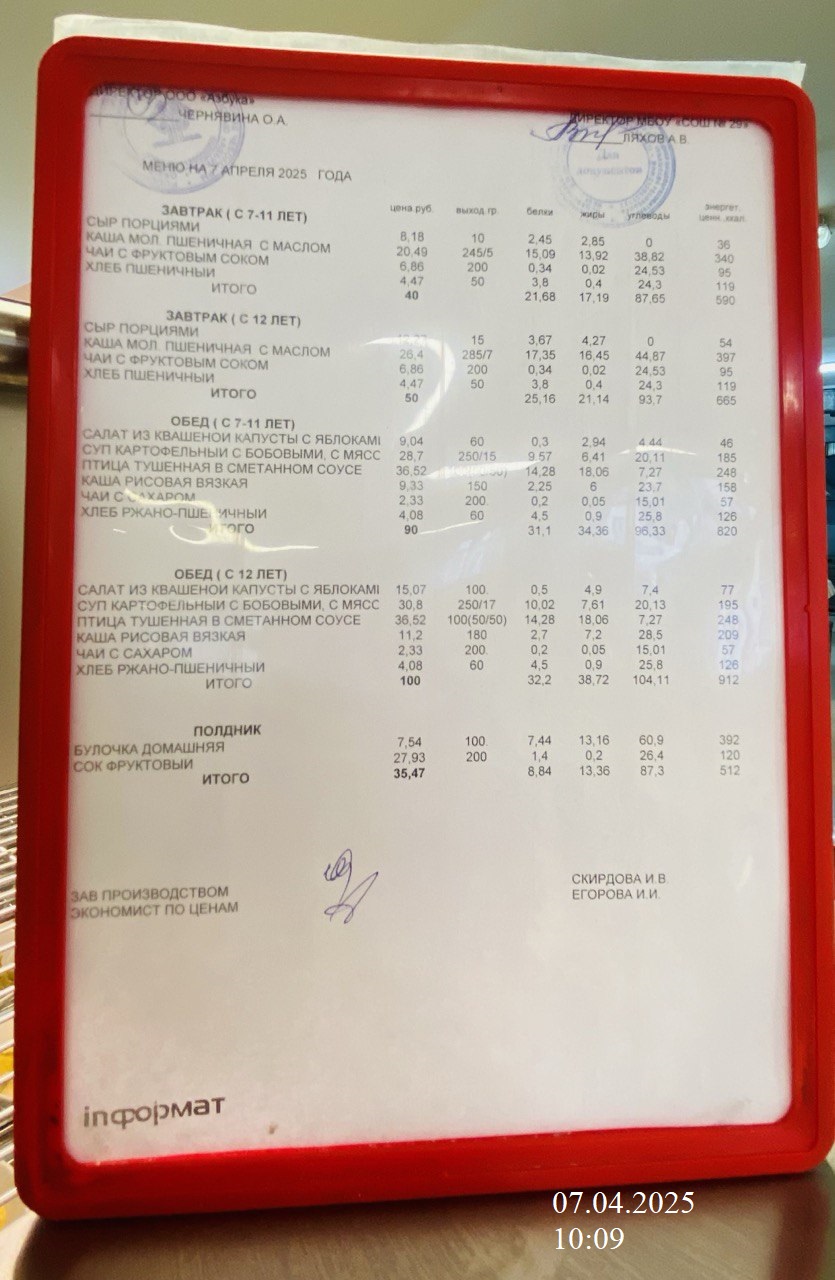 ДИРЕКТОР ООО «Азбука»
ЧЕРНЯВИНА О.А.
ДИРЕКТОР МБОУ «СОШ № 29»
ЛЯХОВ А.В.
Для документов
МЕНЮ НА 7 АПРЕЛЯ 2025 ГОДА
ЗАВТРАК ( С 7-11 ЛЕТ) цена руб. выход.гр. белки жиры углеводы энергет. ценн.,ккал.
СЫР ПОРЦИЯМИ 8,18 10 2,45 2,85 0 36
КАША МОЛ. ПШЕНИЧНАЯ С МАСЛОМ 20,49 245/5 15,09 13,92 38,82 340
ЧАЙ С ФРУКТОВЫМ СОКОМ 6,86 200 0,34 0,02 24,53 95
ХЛЕБ ПШЕНИЧНЫЙ 4,47 50 3,8 0,4 24,3 119
ИТОГО 40 21,68 17,19 87,65 590
ЗАВТРАК ( С 12 ЛЕТ)
СЫР ПОРЦИЯМИ 15 3,67 4,27 0 54
КАША МОЛ. ПШЕНИЧНАЯ С МАСЛОМ 26,4 285/7 17,35 16,45 44,87 397
ЧАЙ С ФРУКТОВЫМ СОКОМ 6,86 200 0,34 0,02 24,53 95
ХЛЕБ ПШЕНИЧНЫЙ 4,47 50 3,8 0,4 24,3 119
ИТОГО 50 25,16 21,14 93,7 665
ОБЕД ( С 7-11 ЛЕТ)
САЛАТ ИЗ КВАШЕНОЙ КАПУСТЫ С ЯБЛОКАМИ 9,04 60 0,3 2,94 4,44 46
СУП КАРТОФЕЛЬНЫЙ С БОБОВЫМИ, С МЯСО 28,7 250/15 9,57 6,41 20,11 185
ПТИЦА ТУШЕННАЯ В СМЕТАННОМ СОУСЕ 36,52 14,28 18,06 7,27 248
КАША РИСОВАЯ ВЯЗКАЯ 9,33 150 2,25 6 23,7 158
ЧАЙ С САХАРОМ 2,33 200 0,2 0,05 15,01 57
ХЛЕБ РЖАНО-ПШЕНИЧНЫЙ 4,08 60 4,5 0,9 25,8 126
ИТОГО 90 31,1 34,36 96,33 820
ОБЕД ( С 12 ЛЕТ)
САЛАТ ИЗ КВАШЕНОЙ КАПУСТЫ С ЯБЛОКАМИ 15,07 100 0,5 4,9 7,4 77
СУП КАРТОФЕЛЬНЫЙ С БОБОВЫМИ, С МЯСО 30,8 250/17 10,02 7,61 20,13 195
ПТИЦА ТУШЕННАЯ В СМЕТАННОМ СОУСЕ 36,52 100(50/50) 14,28 18,06 7,27 248
КАША РИСОВАЯ ВЯЗКАЯ 11,2 180 2,7 7,2 28,5 209
ЧАЙ С САХАРОМ 2,33 200 0,2 0,05 15,01 57
ХЛЕБ РЖАНО-ПШЕНИЧНЫЙ 4,08 60 4,5 0,9 25,8 126
ИТОГО 100 32,2 38,72 104,11 912
ПОЛДНИК
БУЛОЧКА ДОМАШНЯЯ 7,54 100 7,44 13,16 60,9 392
СОК ФРУКТОВЫЙ 27,93 200 1,4 0,2 26,4 120
ИТОГО 35,47 8,84 13,36 87,3 512
ЗАВ ПРОИЗВОДСТВОМ СКИРДОВА И.В.
ЭКОНОМИСТ ПО ЦЕНАМ ЕГОРОВА И.И.
inформат
07.04.2025
10:09